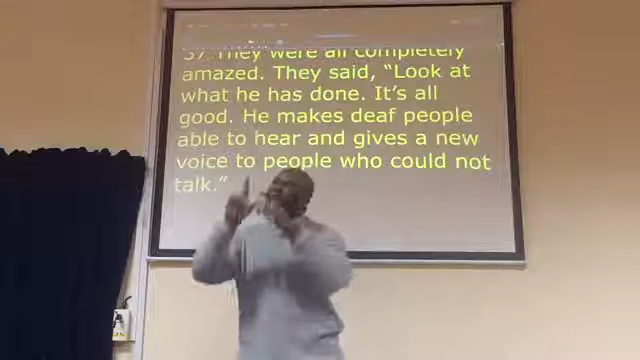 37. They were all completely
amazed. They said, “Look at
what he has done. It’s all
good. He makes deaf people
able to hear and gives a new
voice to people who could not
talk.”